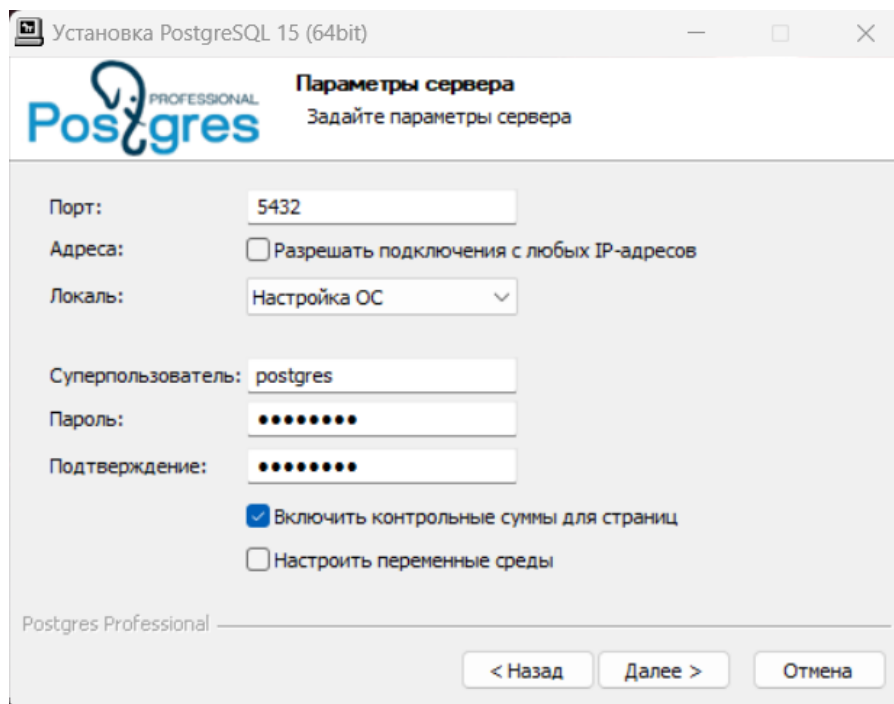 Установка PostgreSQL 15 (64bit)
PROFESSIONAL
Postgres
Параметры сервера
Задайте параметры сервера
Порт: 5432
Адреса: Разрешать подключения с любых IP-адресов
Локаль: Настройка ОС
Суперпользователь: postgres
Пароль: ••••••••
Подтверждение: ••••••••
Включить контрольные суммы для страниц
Настроить переменные среды
Postgres Professional
< Назад Далее > Отмена